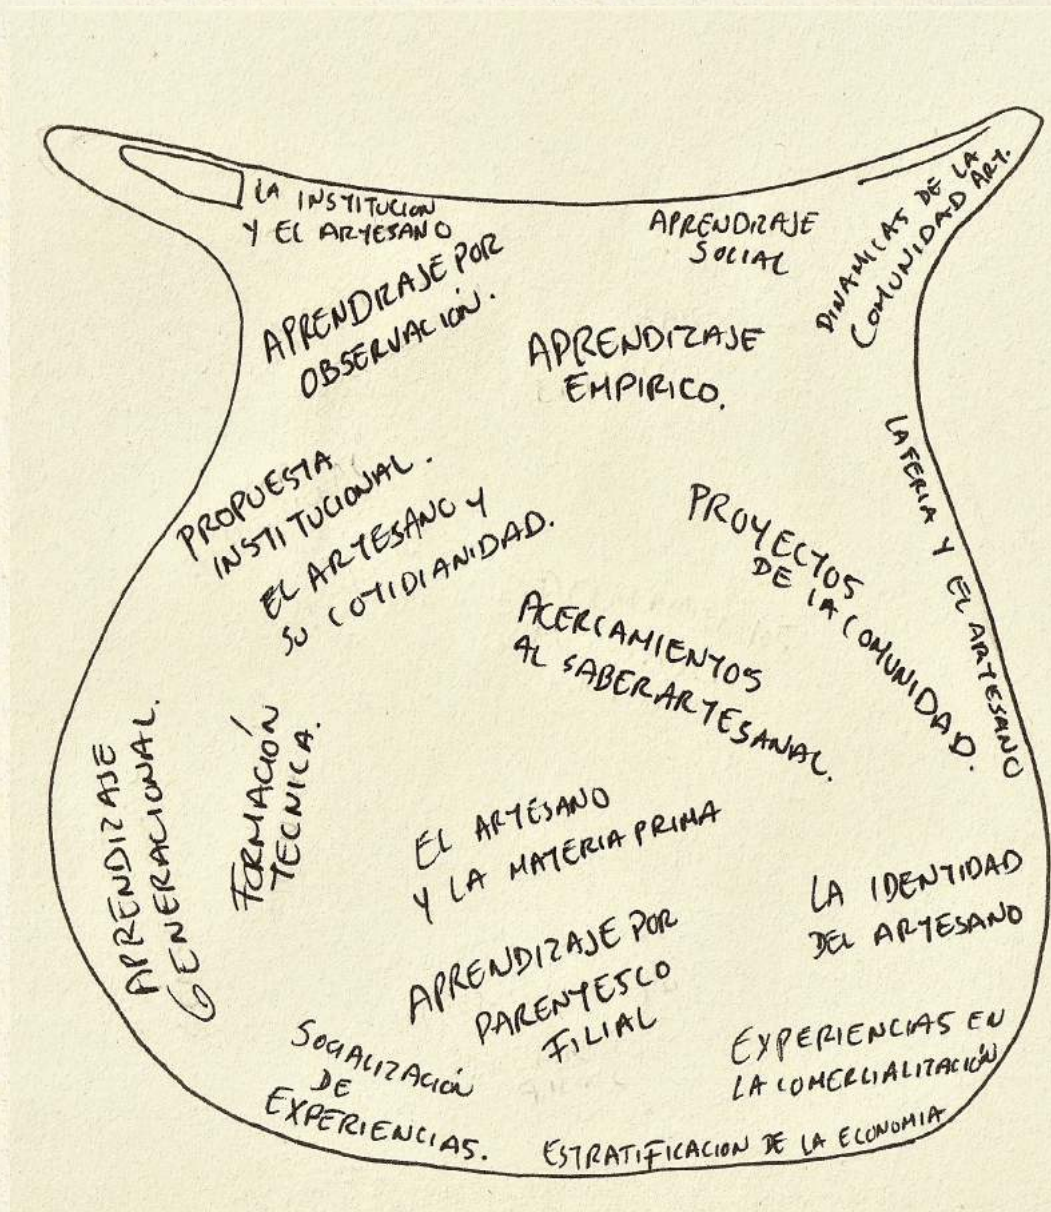 LA INSTITUCION
Y EL ARTESANO
APRENDIZAJE
SOCIAL
DINAMICAS DE LA
COMUNIDAD ART.
APRENDIZAJE POR
OBSERVACIÓN.
APRENDIZAJE
EMPIRICO.
LA FERIA Y EL ARTESANO
PROPUESTA
INSTITUCIONAL.
EL ARTESANO Y
SU COTIDIANIDAD.
PROYECTOS
DE LA COMUNIDAD.
ACERCAMIENTOS
AL SABER ARTESANAL.
APRENDIZAJE
GENERACIONAL.
FORMACIÓN
TECNICA.
EL ARTESANO
Y LA MATERIA PRIMA
LA IDENTIDAD
DEL ARTESANO
APRENDIZAJE POR
PARENTESCO
FILIAL
SOCIALIZACIÓN
DE
EXPERIENCIAS.
EXPERIENCIAS EN
LA COMERCIALIZACIÓN
ESTRATIFICACION DE LA ECONOMIA